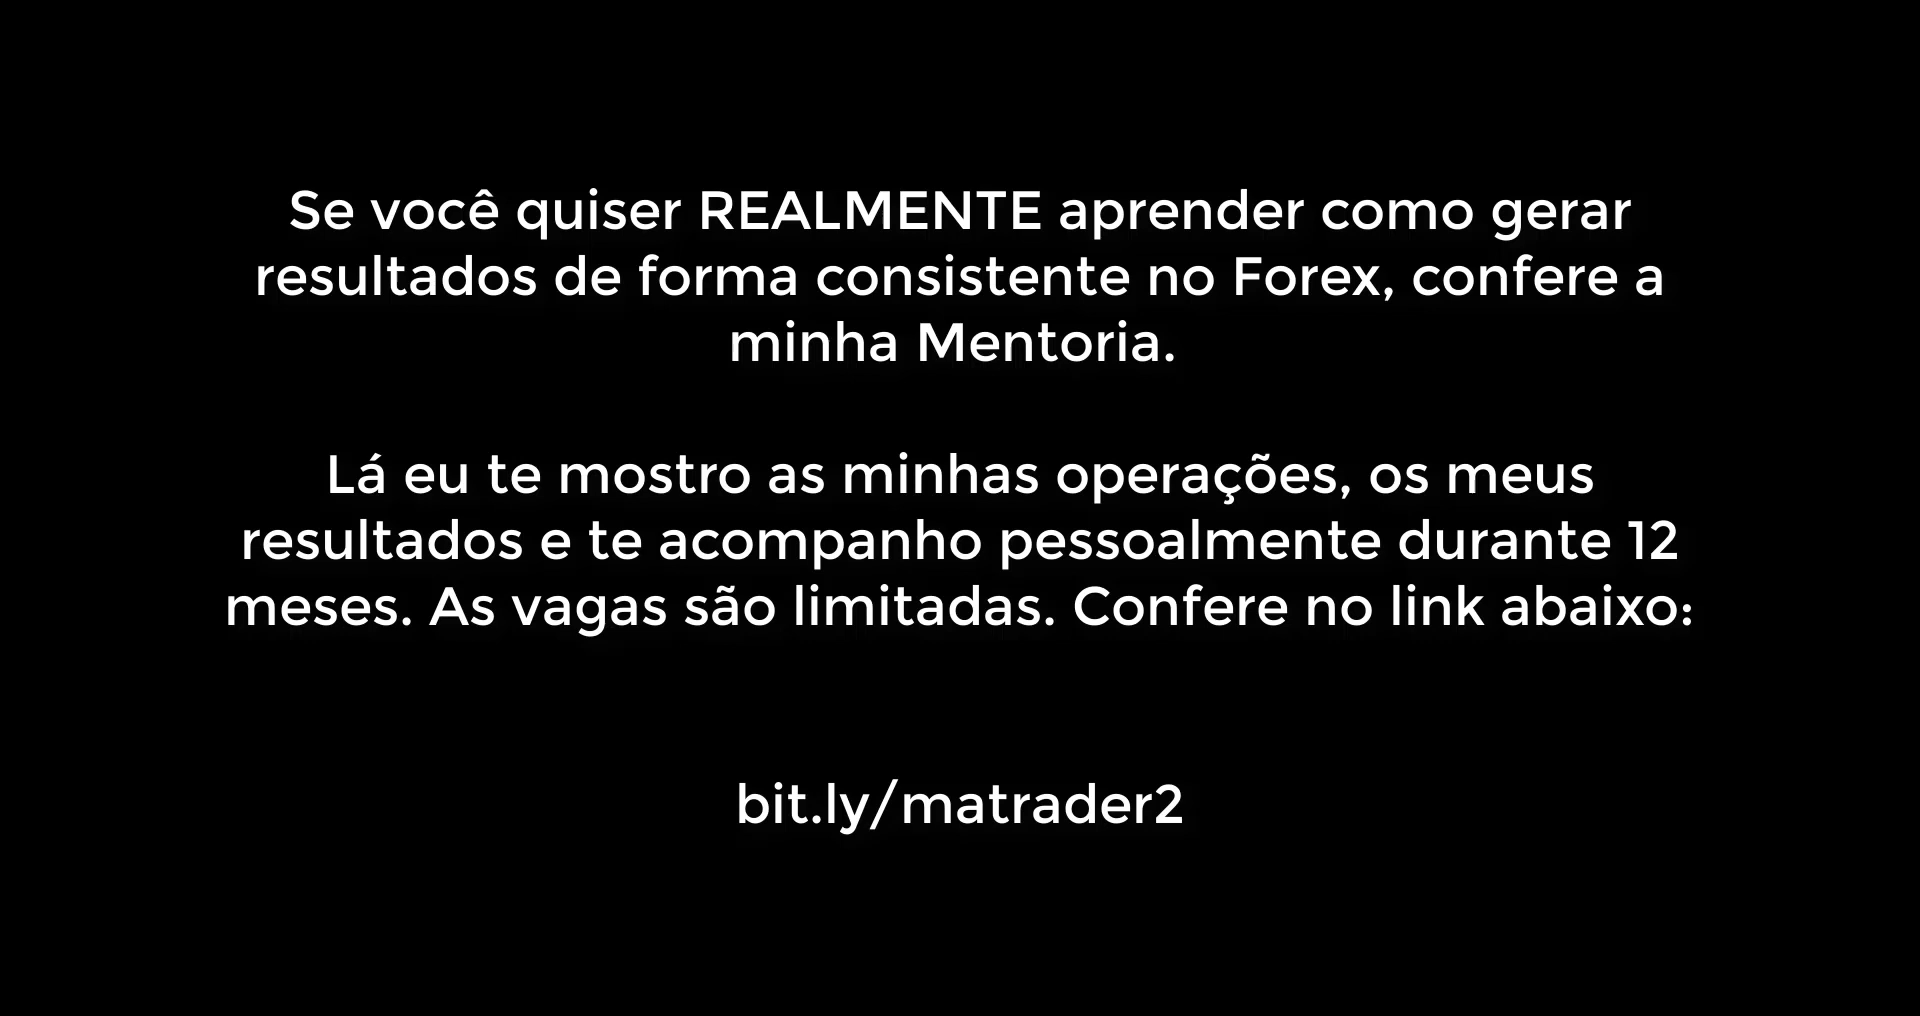 Se você quiser REALMENTE aprender como gerar
resultados de forma consistente no Forex, confere a
minha Mentoria.
Lá eu te mostro as minhas operações, os meus
resultados e te acompanho pessoalmente durante 12
meses. As vagas são limitadas. Confere no link abaixo:
bit.ly/matrader2